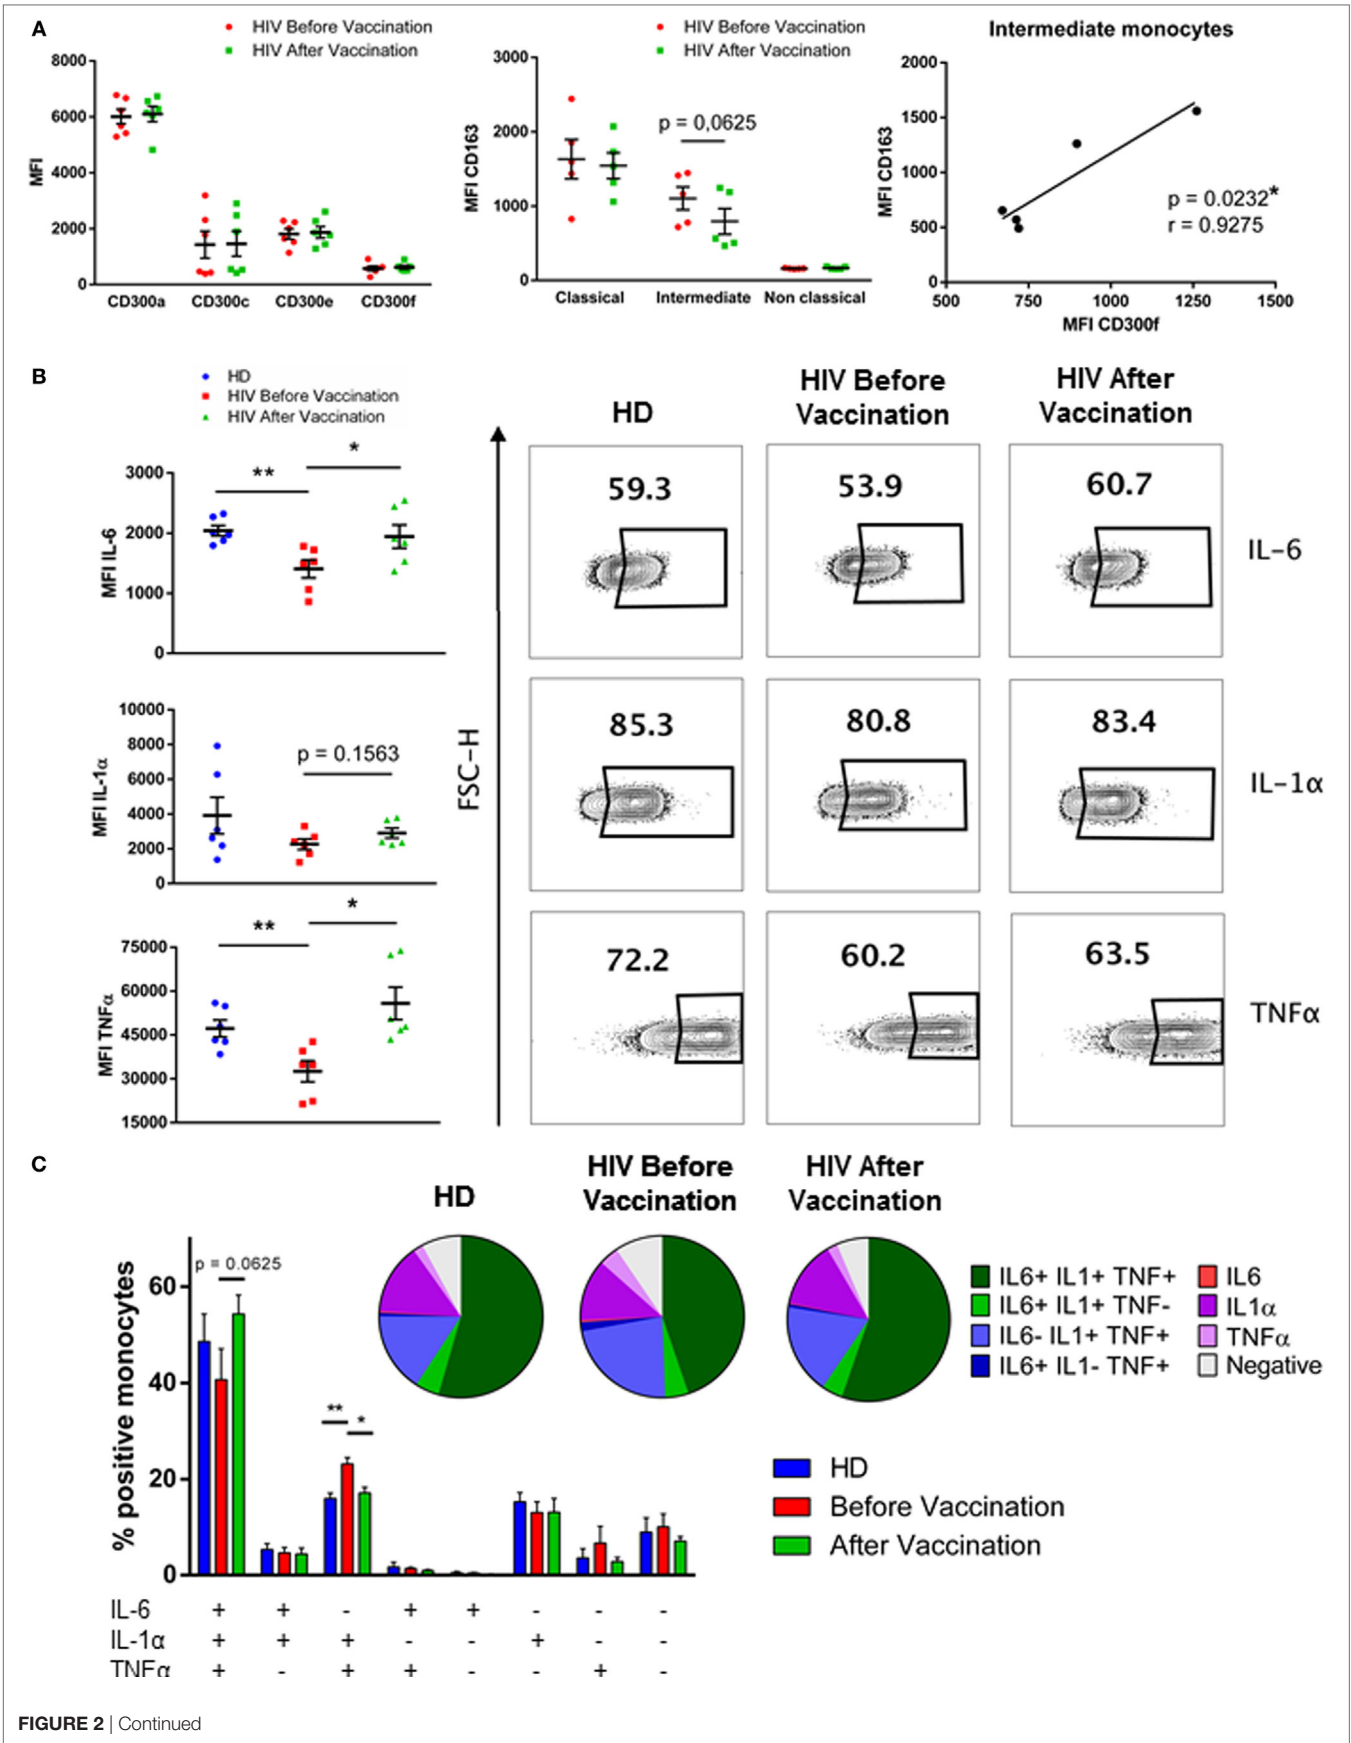 A
HIV Before Vaccination
HIV After Vaccination
MFI
8000
6000
4000
2000
0
CD300a CD300c CD300e CD300f
HIV Before Vaccination
HIV After Vaccination
MFI CD163
3000
2000
1000
0
p = 0,0625
Classical Intermediate Non classical
Intermediate monocytes
MFI CD163
2000
1500
1000
500
0
p = 0.0232*
r = 0.9275
500 750 1000 1250 1500
MFI CD300f
B
HD
HIV Before Vaccination
HIV After Vaccination
MFI IL-6
3000
2000
1000
0
** *
MFI IL-1α
10000
8000
6000
4000
2000
0
p = 0.1563
MFI TNFα
75000
60000
45000
30000
15000
** *
FSC-H
HD
HIV Before
Vaccination
HIV After
Vaccination
59.3 53.9 60.7 IL-6
85.3 80.8 83.4 IL-1α
72.2 60.2 63.5 TNFα
C
HD
HIV Before
Vaccination
HIV After
Vaccination
% positive monocytes
60
40
20
0
p = 0.0625
** *
IL6+ IL1+ TNF+
IL6+ IL1+ TNF-
IL6- IL1+ TNF+
IL6+ IL1- TNF+
IL6
IL1α
TNFα
Negative
HD
Before Vaccination
After Vaccination
IL-6 + + - + + - - -
IL-1α + + + - - + - -
TNFα + - + + - - + -
FIGURE 2 | Continued